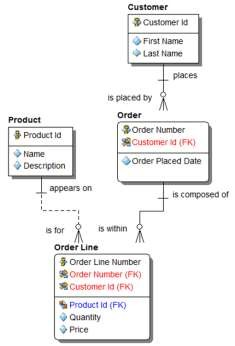 Customer
Customer Id
First Name
Last Name
places
is placed by
Product
Product Id
Name
Description
Order
Order Number
Customer Id (FK)
Order Placed Date
appears on
is composed of
is for
is within
Order Line
Order Line Number
Order Number (FK)
Customer Id (FK)
Product Id (FK)
Quantity
Price